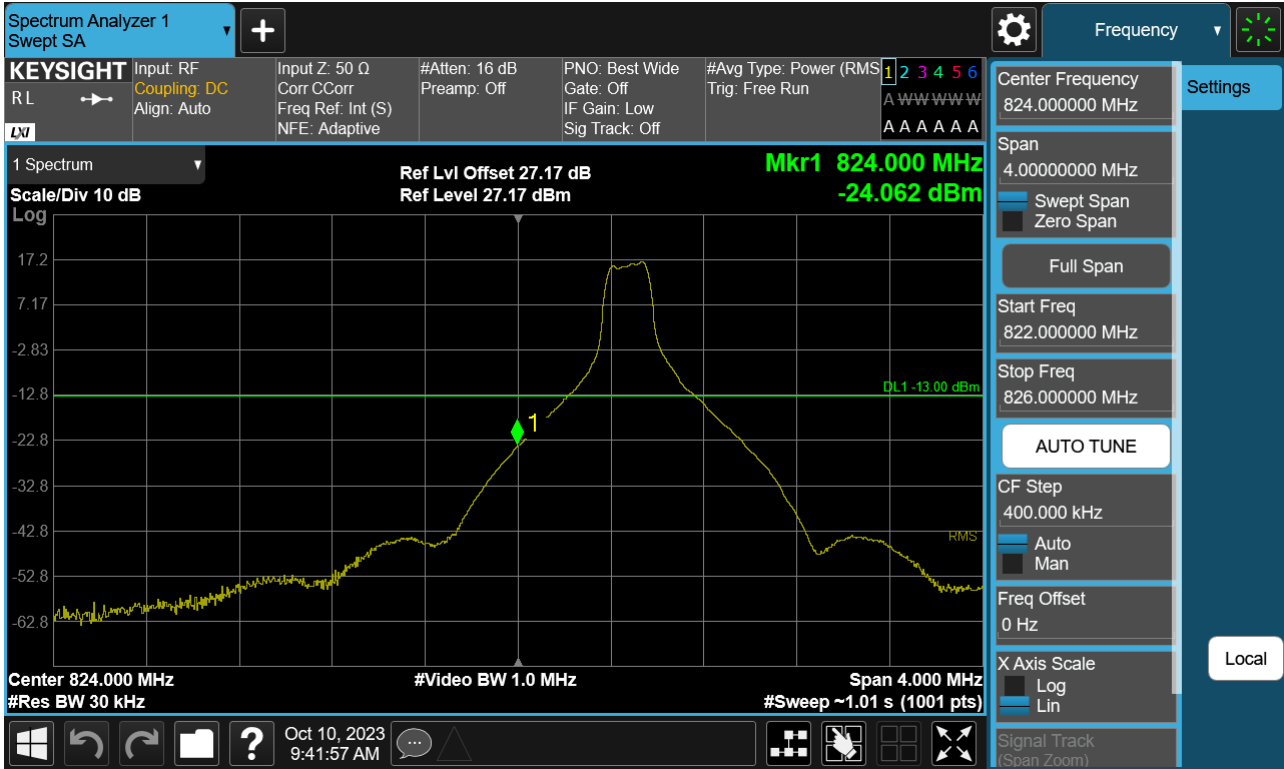 Spectrum Analyzer 1
Swept SA
Frequency
KEYSIGHT
R L
LXI
Input: RF
Coupling: DC
Align: Auto
Input Z: 50 Ω
Corr CCorr
Freq Ref: Int (S)
NFE: Adaptive
#Atten: 16 dB
Preamp: Off
PNO: Best Wide
Gate: Off
IF Gain: Low
Sig Track: Off
#Avg Type: Power (RMS
Trig: Free Run
1 2 3 4 5 6
A W W W W W
A A A A A A
1 Spectrum
Scale/Div 10 dB
Log
Ref Lvl Offset 27.17 dB
Ref Level 27.17 dBm
Mkr1 824.000 MHz
-24.062 dBm
17.2
7.17
-2.83
-12.8
-22.8
-32.8
-42.8
-52.8
-62.8
DL1 -13.00 dBm
1
RMS
Center 824.000 MHz
#Res BW 30 kHz
#Video BW 1.0 MHz
Span 4.000 MHz
#Sweep ~1.01 s (1001 pts)
Center Frequency
824.000000 MHz
Span
4.00000000 MHz
Swept Span
Zero Span
Full Span
Start Freq
822.000000 MHz
Stop Freq
826.000000 MHz
AUTO TUNE
CF Step
400.000 kHz
Auto
Man
Freq Offset
0 Hz
X Axis Scale
Log
Lin
Signal Track
(Span Zoom)
Settings
Local
?
Oct 10, 2023
9:41:57 AM